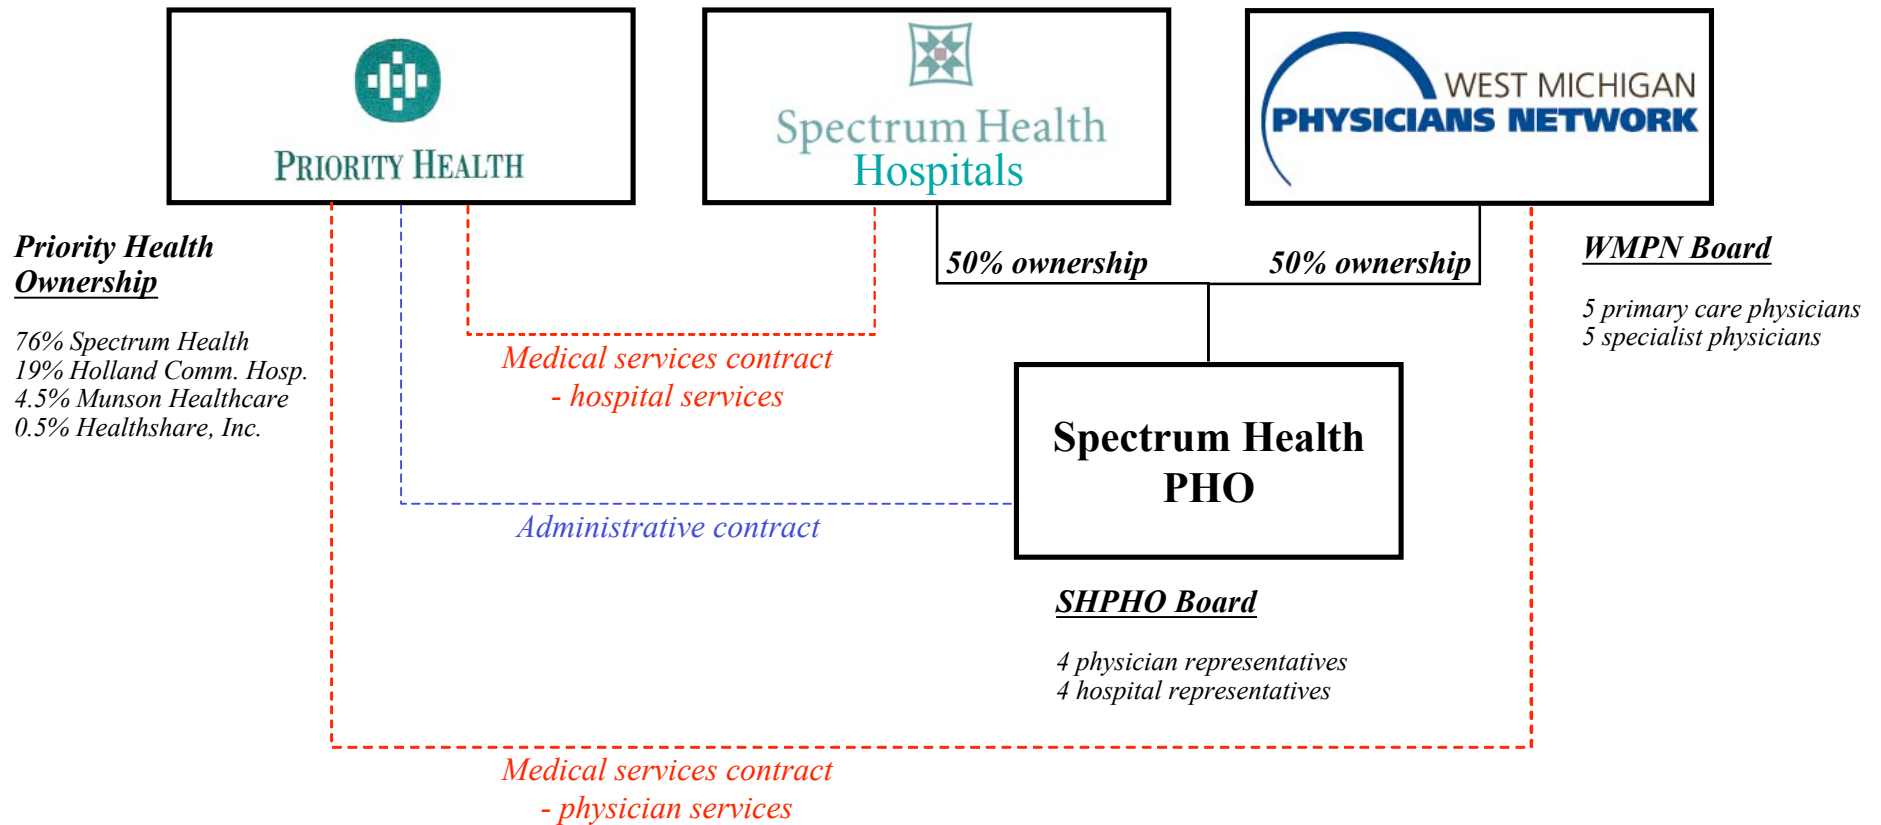 PRIORITY HEALTH
Spectrum Health
Hospitals
WEST MICHIGAN
PHYSICIANS NETWORK
Priority Health
Ownership
76% Spectrum Health
19% Holland Comm. Hosp.
4.5% Munson Healthcare
0.5% Healthshare, Inc.
50% ownership
50% ownership
WMPN Board
5 primary care physicians
5 specialist physicians
Medical services contract
- hospital services
Spectrum Health
PHO
Administrative contract
SHPHO Board
4 physician representatives
4 hospital representatives
Medical services contract
- physician services